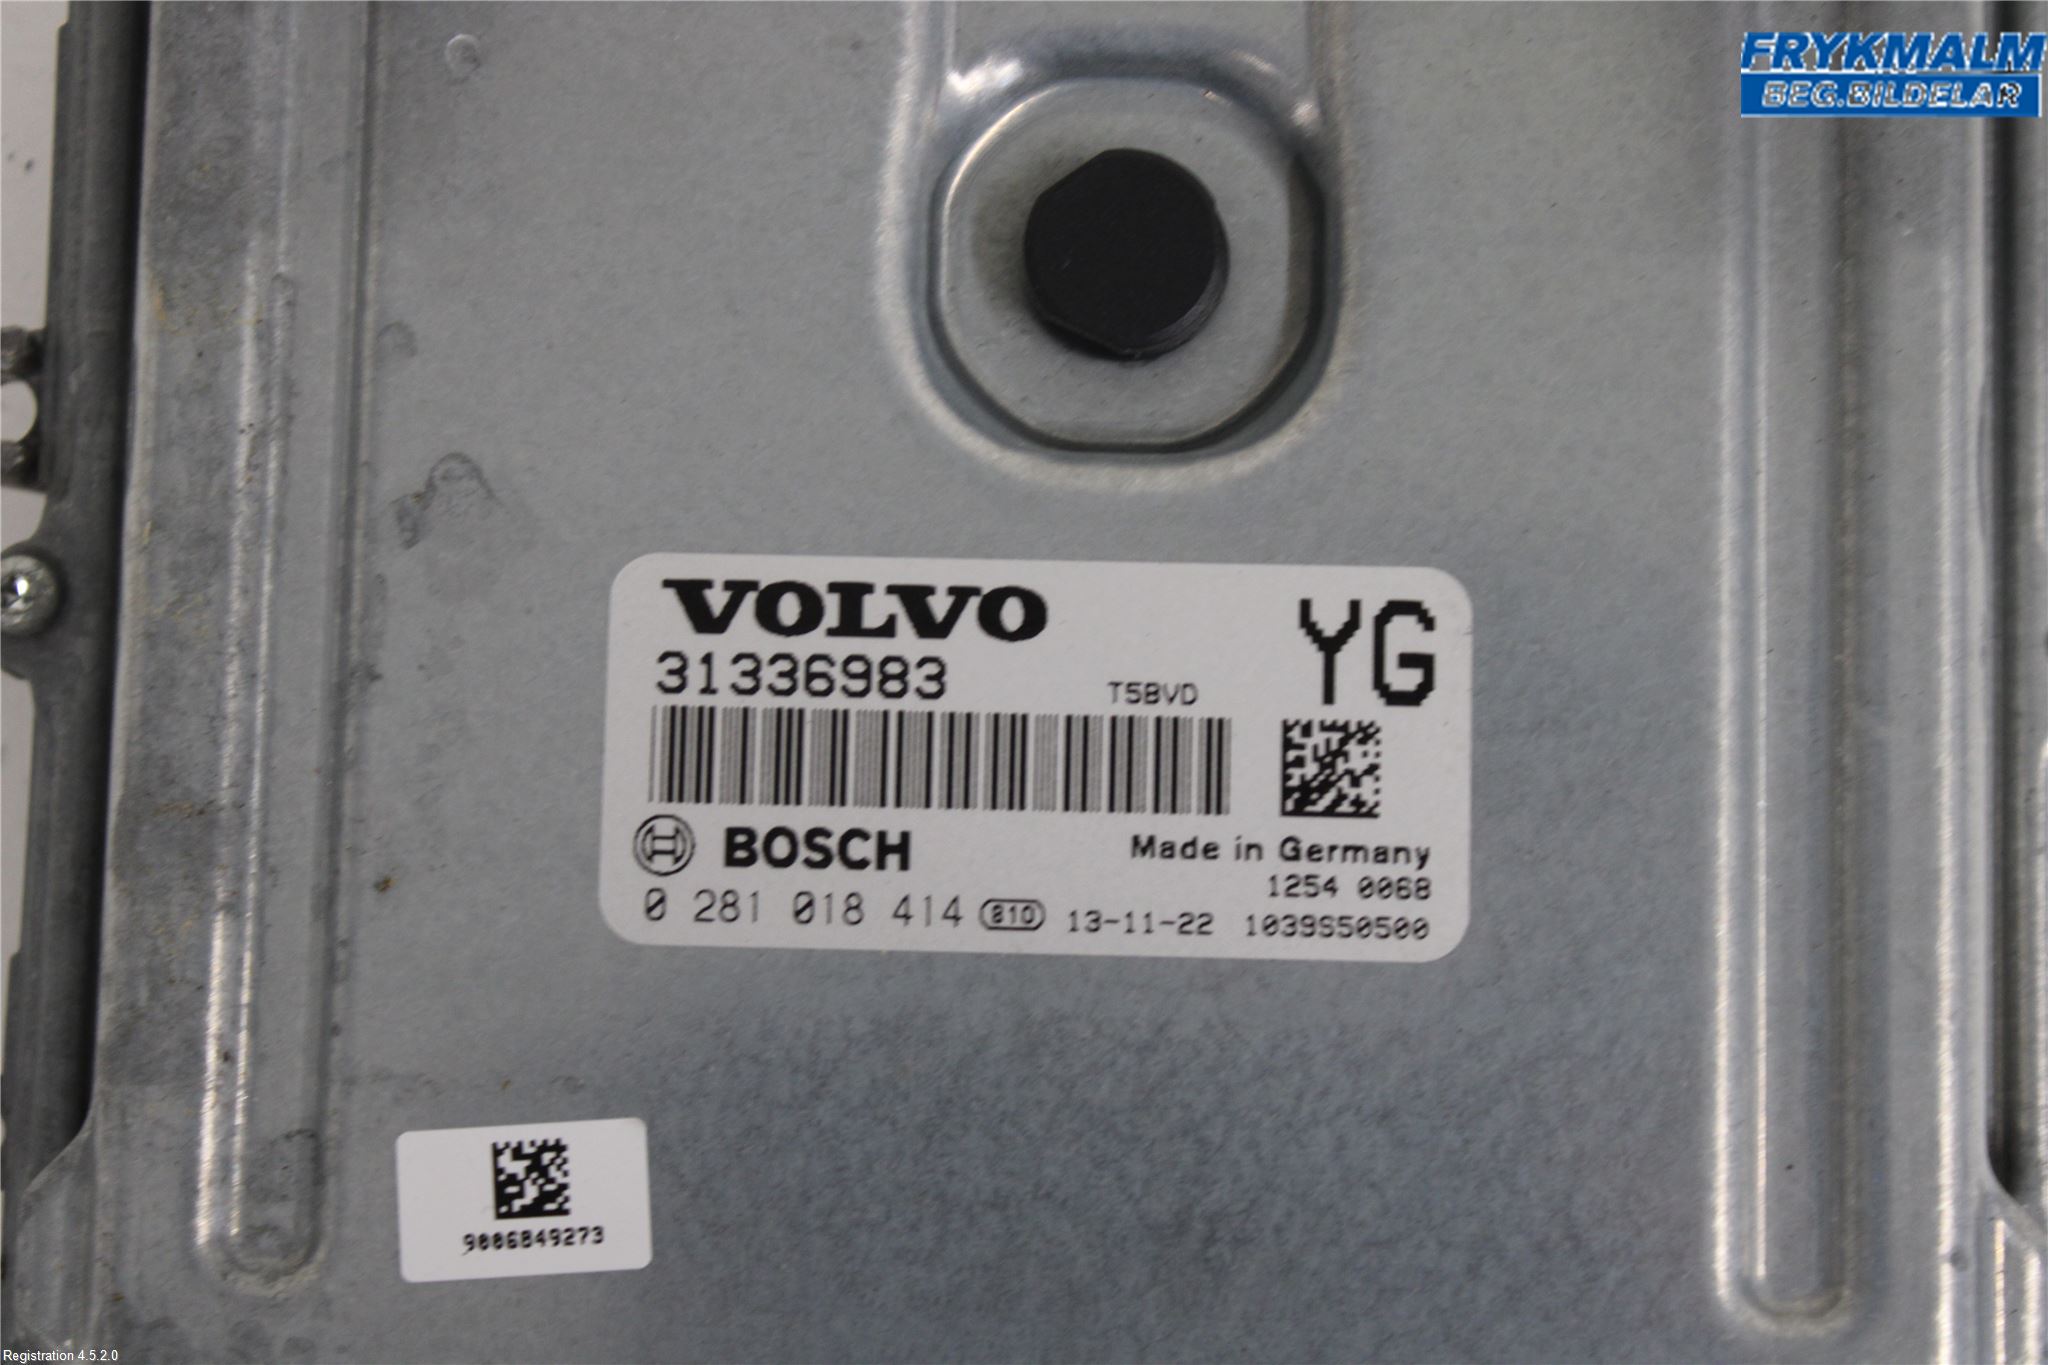 FRYKMALM
BEG.BILDELAR
VOLVO
YG
31336983
T5BVD
BOSCH
Made in Germany
1254 0068
0 281 018 414 810 13-11-22 1039S50500
9006849273
Registration 4.5.2.0